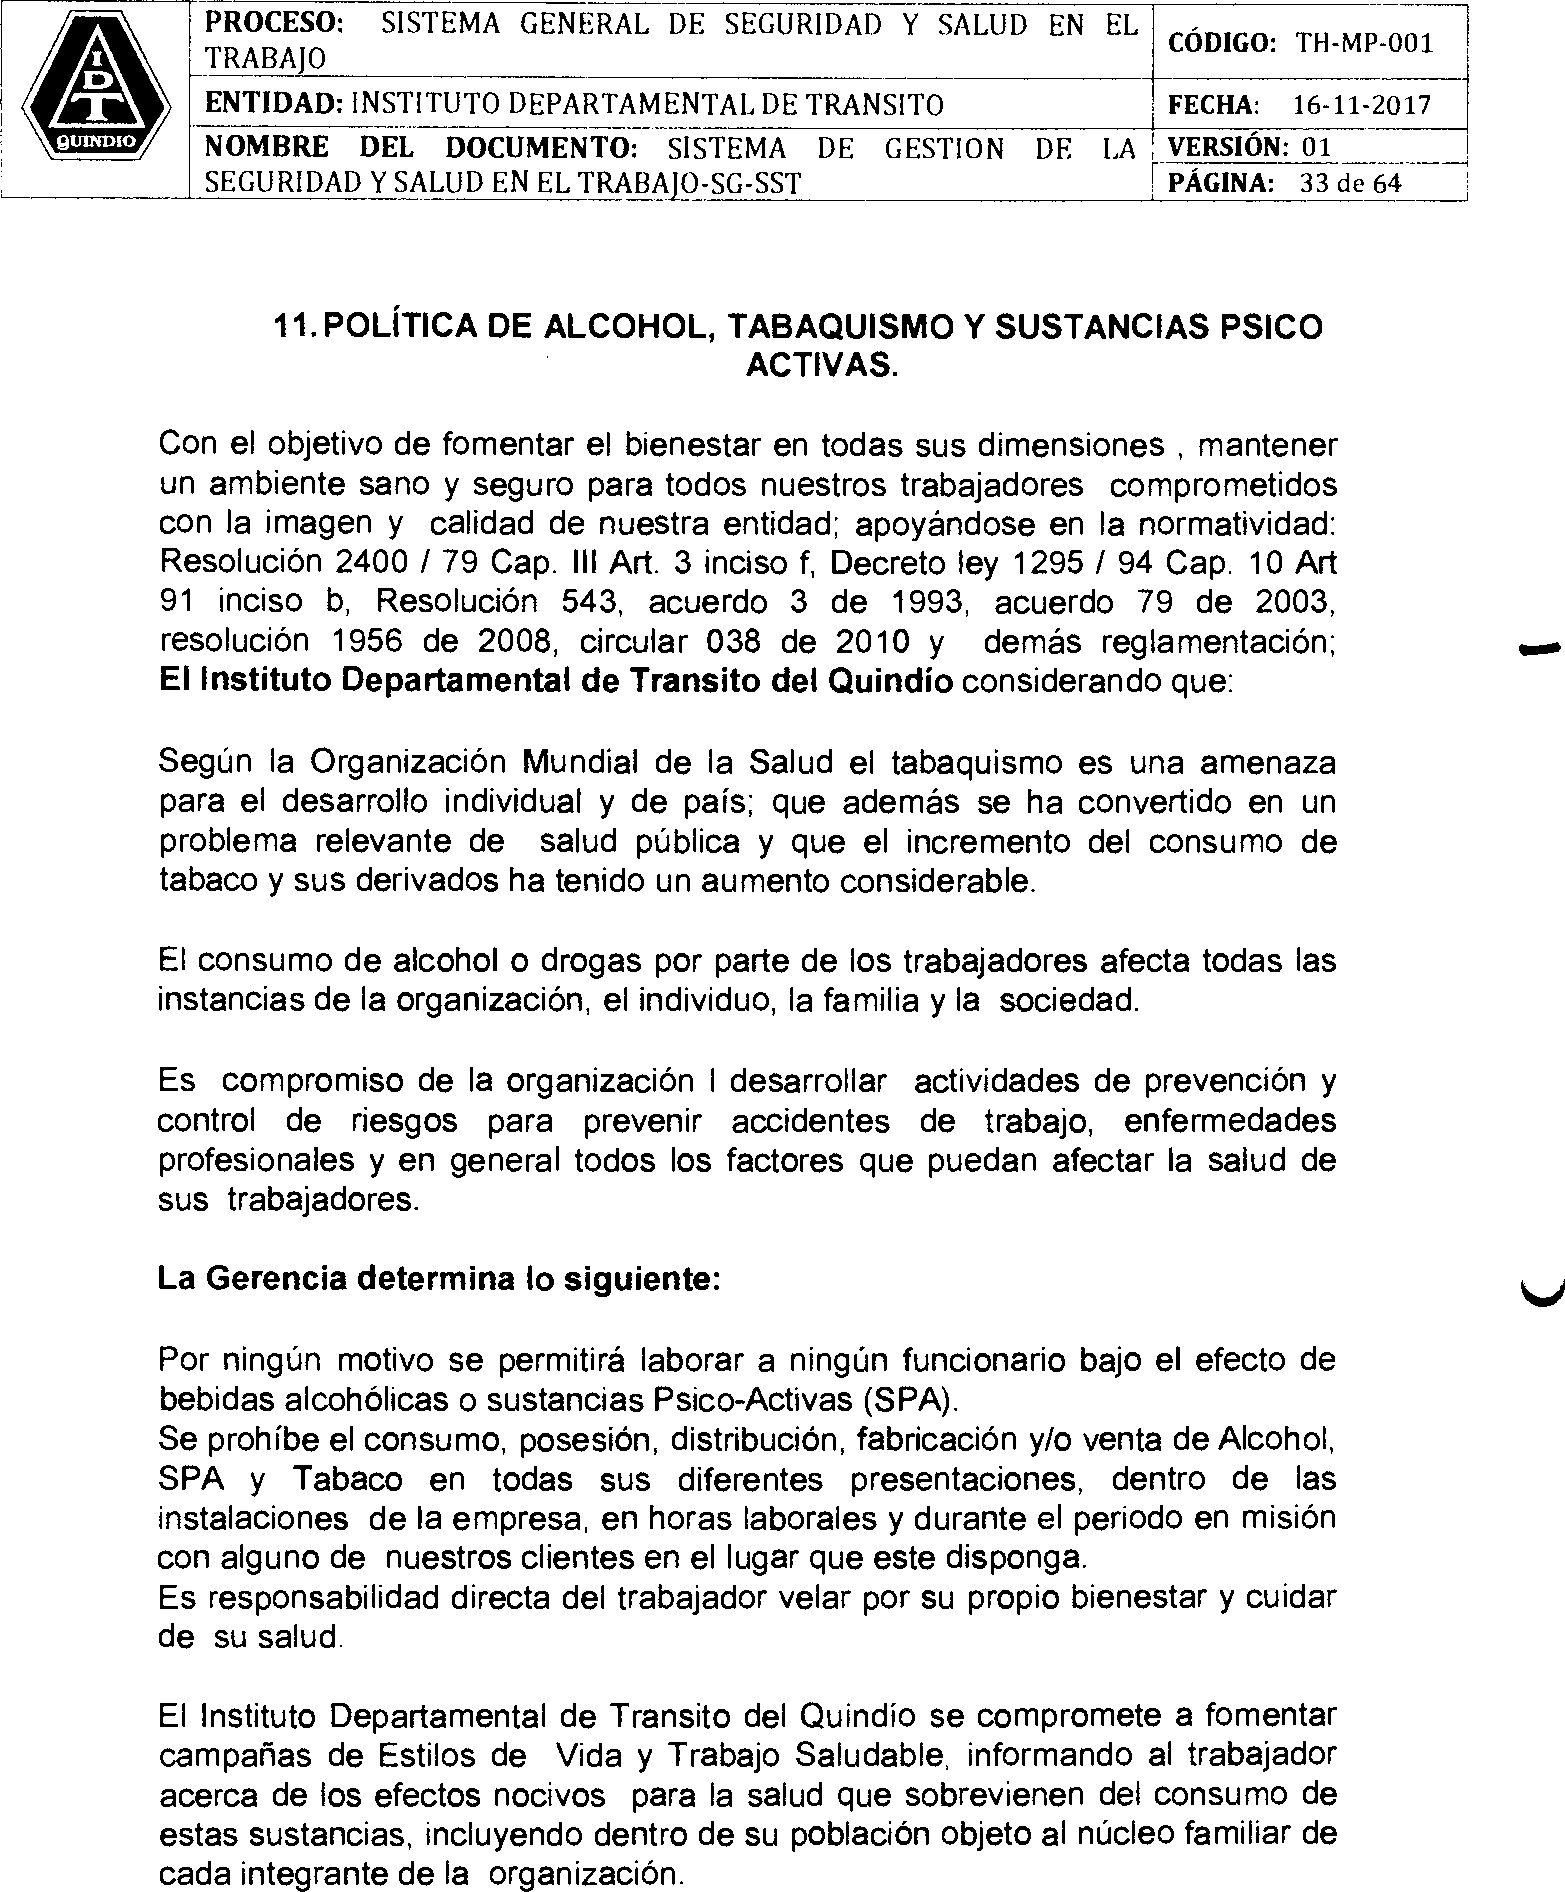 IDT
QUINDIO
PROCESO: SISTEMA GENERAL DE SEGURIDAD Y SALUD EN EL
TRABAJO
CÓDIGO: TH-MP-001
ENTIDAD: INSTITUTO DEPARTAMENTAL DE TRANSITO
FECHA: 16-11-2017
NOMBRE DEL DOCUMENTO: SISTEMA DE GESTION DE LA
SEGURIDAD Y SALUD EN EL TRABAJO-SG-SST
VERSIÓN: 01
PÁGINA: 33 de 64
11. POLÍTICA DE ALCOHOL, TABAQUISMO Y SUSTANCIAS PSICO
ACTIVAS.
Con el objetivo de fomentar el bienestar en todas sus dimensiones , mantener
un ambiente sano y seguro para todos nuestros trabajadores comprometidos
con la imagen y calidad de nuestra entidad; apoyándose en la normatividad:
Resolución 2400 / 79 Cap. III Art. 3 inciso f, Decreto ley 1295 / 94 Cap. 10 Art
91 inciso b, Resolución 543, acuerdo 3 de 1993, acuerdo 79 de 2003,
resolución 1956 de 2008, circular 038 de 2010 y demás reglamentación;
El Instituto Departamental de Transito del Quindío considerando que:
Según la Organización Mundial de la Salud el tabaquismo es una amenaza
para el desarrollo individual y de país; que además se ha convertido en un
problema relevante de salud pública y que el incremento del consumo de
tabaco y sus derivados ha tenido un aumento considerable.
El consumo de alcohol o drogas por parte de los trabajadores afecta todas las
instancias de la organización, el individuo, la familia y la sociedad.
Es compromiso de la organización l desarrollar actividades de prevención y
control de riesgos para prevenir accidentes de trabajo, enfermedades
profesionales y en general todos los factores que puedan afectar la salud de
sus trabajadores.
La Gerencia determina lo siguiente:
Por ningún motivo se permitirá laborar a ningún funcionario bajo el efecto de
bebidas alcohólicas o sustancias Psico-Activas (SPA).
Se prohíbe el consumo, posesión, distribución, fabricación y/o venta de Alcohol,
SPA y Tabaco en todas sus diferentes presentaciones, dentro de las
instalaciones de la empresa, en horas laborales y durante el periodo en misión
con alguno de nuestros clientes en el lugar que este disponga.
Es responsabilidad directa del trabajador velar por su propio bienestar y cuidar
de su salud.
El Instituto Departamental de Transito del Quindío se compromete a fomentar
campañas de Estilos de Vida y Trabajo Saludable, informando al trabajador
acerca de los efectos nocivos para la salud que sobrevienen del consumo de
estas sustancias, incluyendo dentro de su población objeto al núcleo familiar de
cada integrante de la organización.